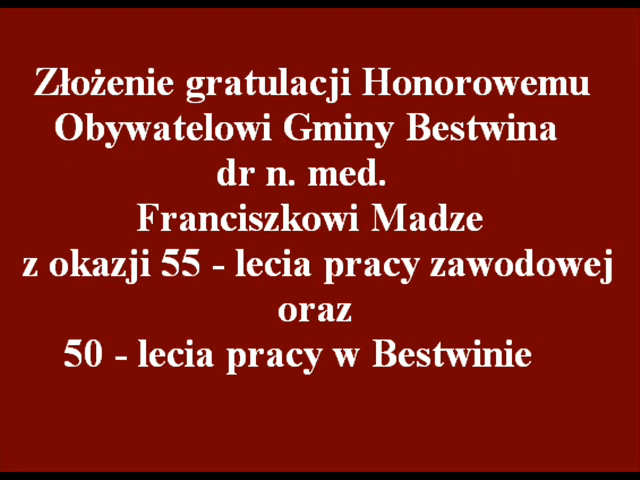 Złożenie gratulacji Honorowemu
Obywatelowi Gminy Bestwina
dr n. med.
Franciszkowi Madze
z okazji 55 - lecia pracy zawodowej
oraz
50 - lecia pracy w Bestwinie